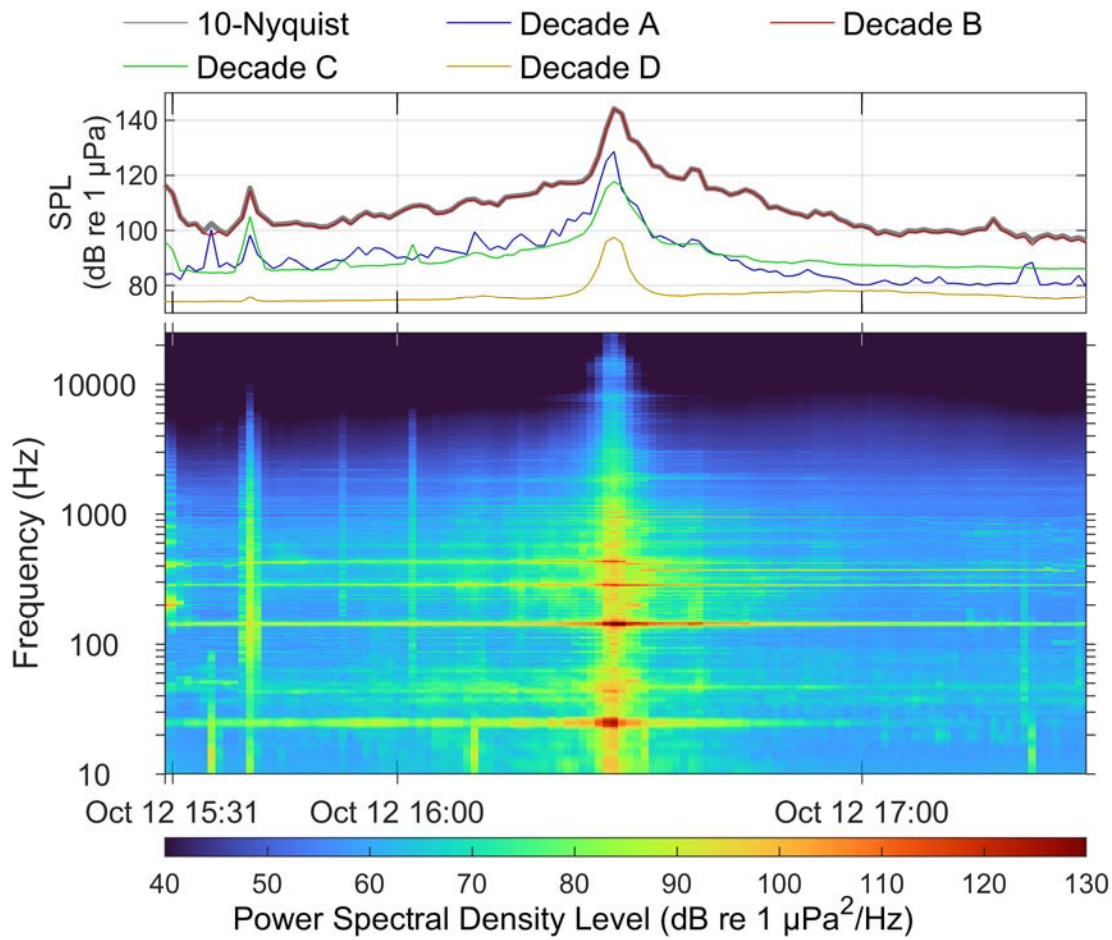 10-Nyquist Decade A Decade B
Decade C Decade D
140
120
100
80
SPL
(dB re 1 µPa)
10000
1000
100
10
Frequency (Hz)
Oct 12 15:31 Oct 12 16:00 Oct 12 17:00
40 50 60 70 80 90 100 110 120 130
Power Spectral Density Level (dB re 1 µPa²/Hz)